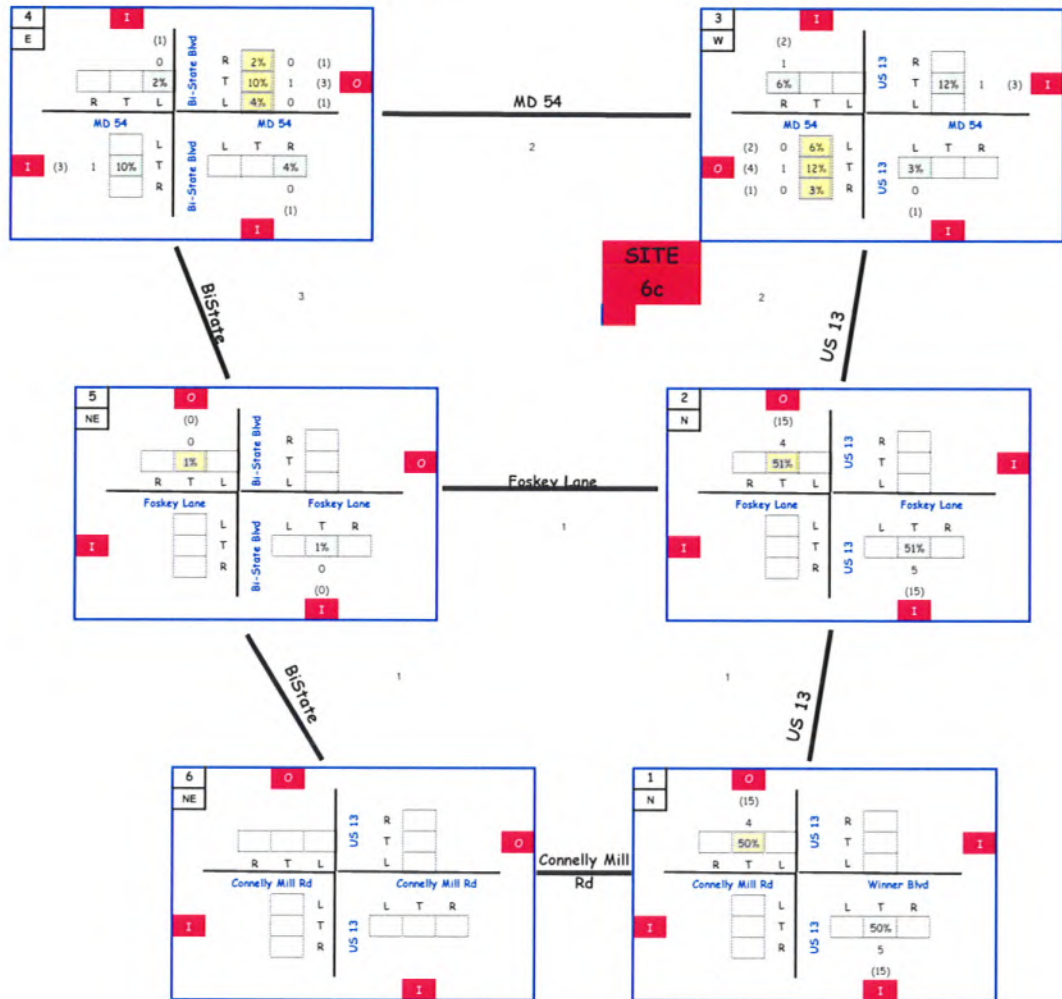 4
E
I
(1)
0
2%
R T L
Bi-State Blvd
R 2% 0 (1)
T 10% 1 (3)
L 4% 0 (1)
O
MD 54
MD 54
I (3) 1 10%
L
T
R
Bi-State Blvd
L T R
4%
0
(1)
I
MD 54
2
3
W
I
(2)
1
6%
R T L
US 13
R
T 12% 1 (3) I
L
MD 54
MD 54
(2) 0 6% L
O (4) 1 12% T
(1) 0 3% R
US 13
L T R
3%
0
(1)
I
SITE
6c
BiState
3
2
US 13
5
NE
O
(0)
0
1%
R T L
Bi-State Blvd
R
T
L
O
Foskey Lane
Foskey Lane
I
L
T
R
Bi-State Blvd
L T R
1%
0
(0)
I
Foskey Lane
1
2
N
O
(15)
4
51%
R T L
US 13
R
T
L
I
Foskey Lane
Foskey Lane
I
L
T
R
US 13
L T R
51%
5
(15)
I
BiState
1
1
US 13
6
NE
O
R T L
US 13
R
T
L
O
Connelly Mill Rd
Connelly Mill Rd
I
L
T
R
US 13
L T R
I
Connelly Mill
Rd
1
N
O
(15)
4
50%
R T L
US 13
R
T
L
I
Connelly Mill Rd
Winner Blvd
I
L
T
R
US 13
L T R
50%
5
(15)
I